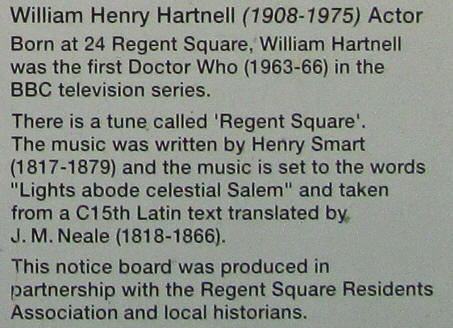 William Henry Hartnell (1908-1975) Actor
Born at 24 Regent Square, William Hartnell
was the first Doctor Who (1963-66) in the
BBC television series.
There is a tune called 'Regent Square'.
The music was written by Henry Smart
(1817-1879) and the music is set to the words
"Lights abode celestial Salem" and taken
from a C15th Latin text translated by
J. M. Neale (1818-1866).
This notice board was produced in
partnership with the Regent Square Residents
Association and local historians.